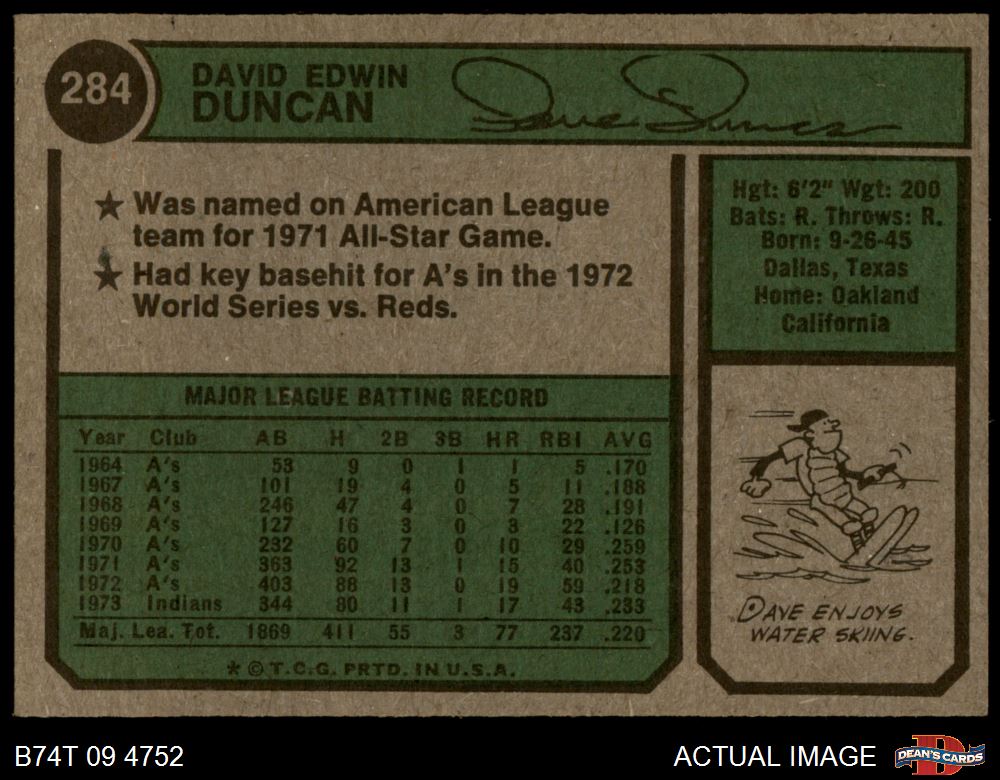 284
DAVID EDWIN
DUNCAN
Dave Duncan
★ Was named on American League
team for 1971 All-Star Game.
★ Had key basehit for A's in the 1972
World Series vs. Reds.
Hgt: 6'2" Wgt: 200
Bats: R. Throws: R.
Born: 9-26-45
Dallas, Texas
Home: Oakland
California
MAJOR LEAGUE BATTING RECORD
Year Club AB H 2B 3B HR RBI AVG
1964 A's 53 9 0 1 1 5 .170
1967 A's 101 19 4 0 5 11 .188
1968 A's 246 47 4 0 7 28 .191
1969 A's 127 16 3 0 3 22 .126
1970 A's 232 60 7 0 10 29 .259
1971 A's 363 92 13 1 15 40 .253
1972 A's 403 88 13 0 19 59 .218
1973 Indians 344 80 11 1 17 43 .233
Maj. Lea. Tot. 1869 411 55 3 77 237 .220
* © T.C.G. PRTD. IN U.S.A.
DAVE ENJOYS
WATER SKIING.
B74T 09 4752
ACTUAL IMAGE
D
DEAN'S CARDS